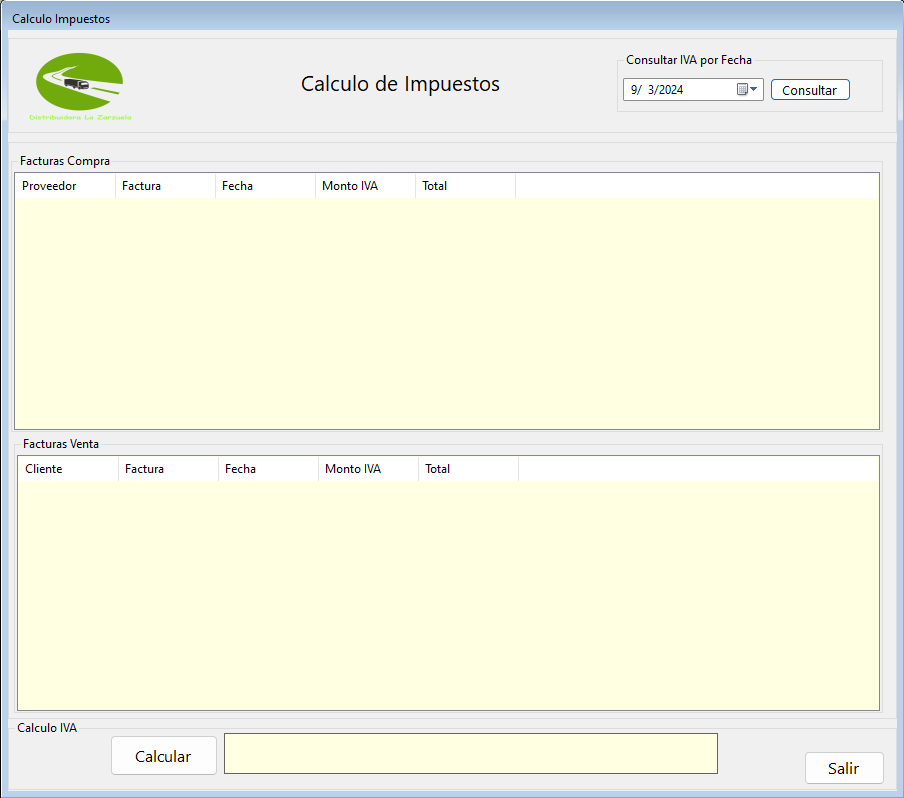 Calculo Impuestos
Distribuidora La Zarzuela
Calculo de Impuestos
Consultar IVA por Fecha
9/ 3/2024
Consultar
Facturas Compra
Proveedor Factura Fecha Monto IVA Total
Facturas Venta
Cliente Factura Fecha Monto IVA Total
Calculo IVA
Calcular
Salir